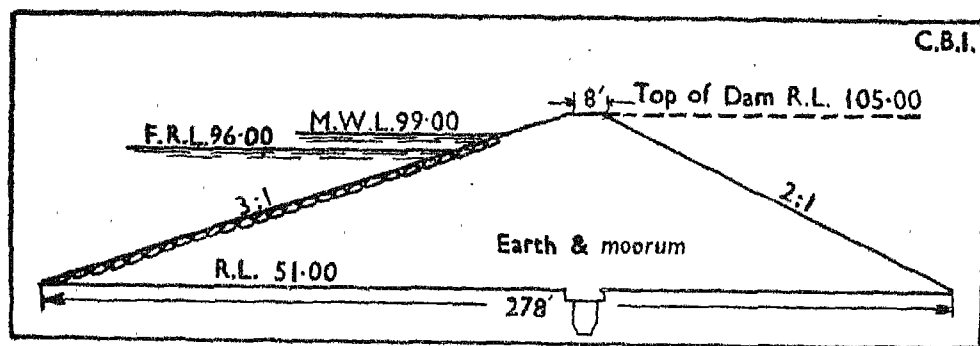 C.B.I.
8' Top of Dam R.L. 105·00
M.W.L. 99·00
F.R.L. 96·00
3:1
2:1
Earth & moorum
R.L. 51·00
278'